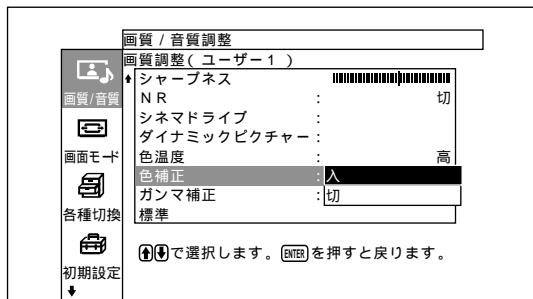 画質 / 音質調整
画質調整(ユーザー1)
シャープネス
NR : 切
シネマドライブ :
ダイナミックピクチャー :
色温度 : 高
色補正 : 入
ガンマ補正 : 切
標準
画質/音質
画面モード
各種切換
初期設定
で選択します。ENTERを押すと戻ります。